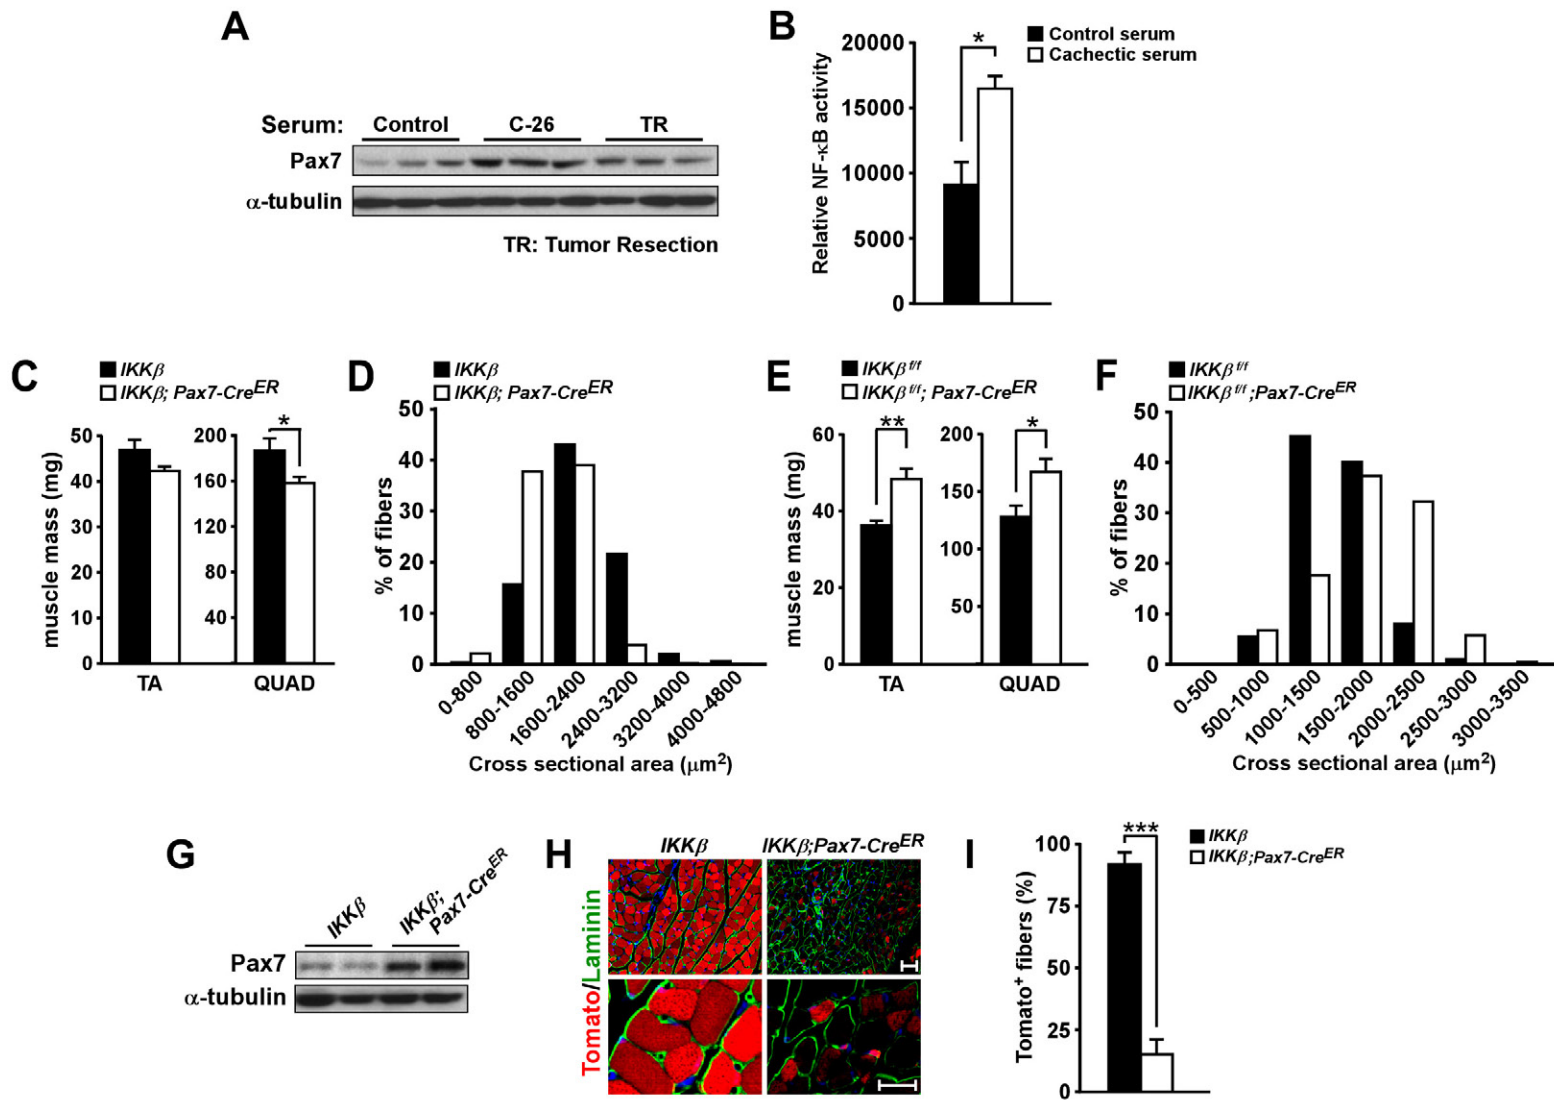 A
Serum: Control C-26 TR
Pax7
α-tubulin
TR: Tumor Resection
B
Relative NF-κB activity
20000
15000
10000
5000
0
*
Control serum
Cachectic serum
C
IKKβ
IKKβ; Pax7-CreER
muscle mass (mg)
50
40
30
20
10
0
TA
200
160
120
80
40
*
QUAD
D
IKKβ
IKKβ; Pax7-CreER
% of fibers
50
40
30
20
10
0
0-800
800-1600
1600-2400
2400-3200
3200-4000
4000-4800
Cross sectional area (μm2)
E
IKKβ f/f
IKKβ f/f; Pax7-CreER
muscle mass (mg)
60
40
20
0
**
TA
200
150
100
50
*
QUAD
F
IKKβ f/f
IKKβ f/f;Pax7-CreER
% of fibers
50
40
30
20
10
0
0-500
500-1000
1000-1500
1500-2000
2000-2500
2500-3000
3000-3500
Cross sectional area (μm2)
G
IKKβ
IKKβ;
Pax7-CreER
Pax7
α-tubulin
H
IKKβ
IKKβ;Pax7-CreER
Tomato/Laminin
I
Tomato+ fibers (%)
100
75
50
25
0
***
IKKβ
IKKβ;Pax7-CreER